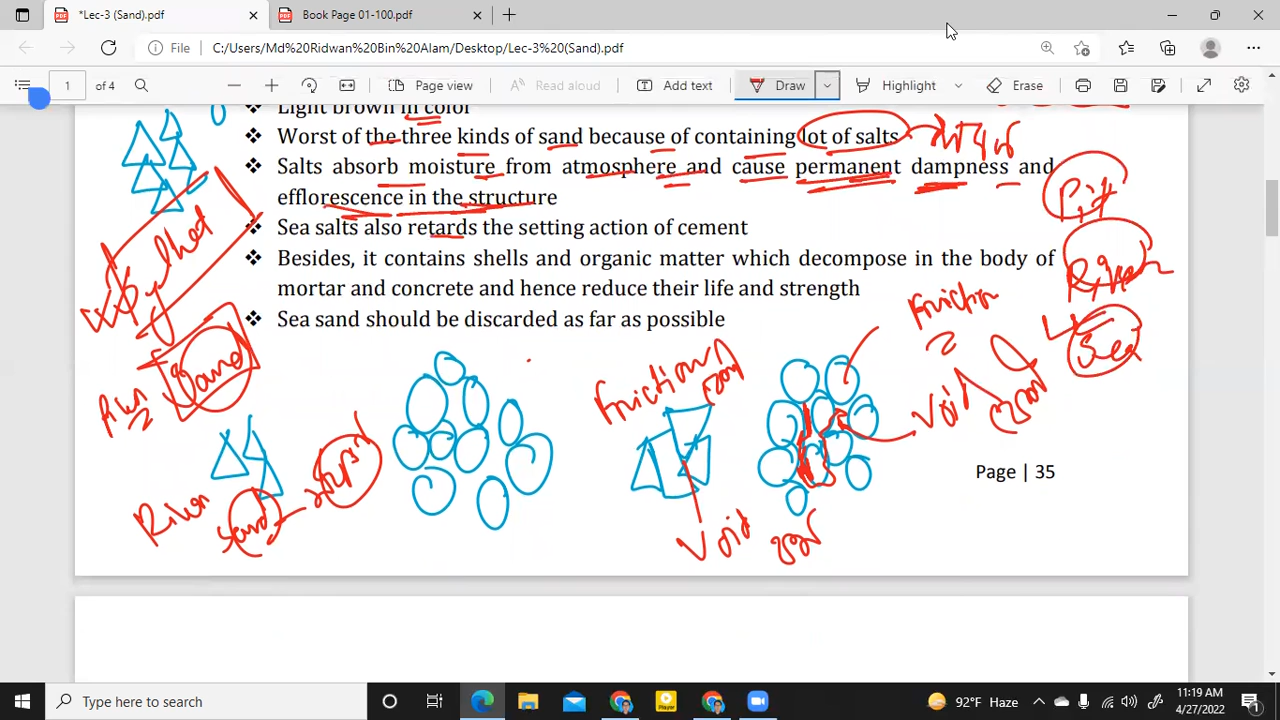 *Lec-3 (Sand).pdf
Book Page 01-100.pdf
File C:/Users/Md%20Ridwan%20Bin%20Alam/Desktop/Lec-3%20(Sand).pdf
1 of 4 Page view Read aloud Add text Draw Highlight Erase
Light brown in color
Worst of the three kinds of sand because of containing lot of salts
Salts absorb moisture from atmosphere and cause permanent dampness and
efflorescence in the structure
Pit
Sea salts also retards the setting action of cement
Besides, it contains shells and organic matter which decompose in the body of
River
mortar and concrete and hence reduce their life and strength
Friction
Sea sand should be discarded as far as possible
Sea
Sand
River
Friction
Void
Page | 35
River
Sand
Void
Type here to search
92°F Haze
11:19 AM
4/27/2022